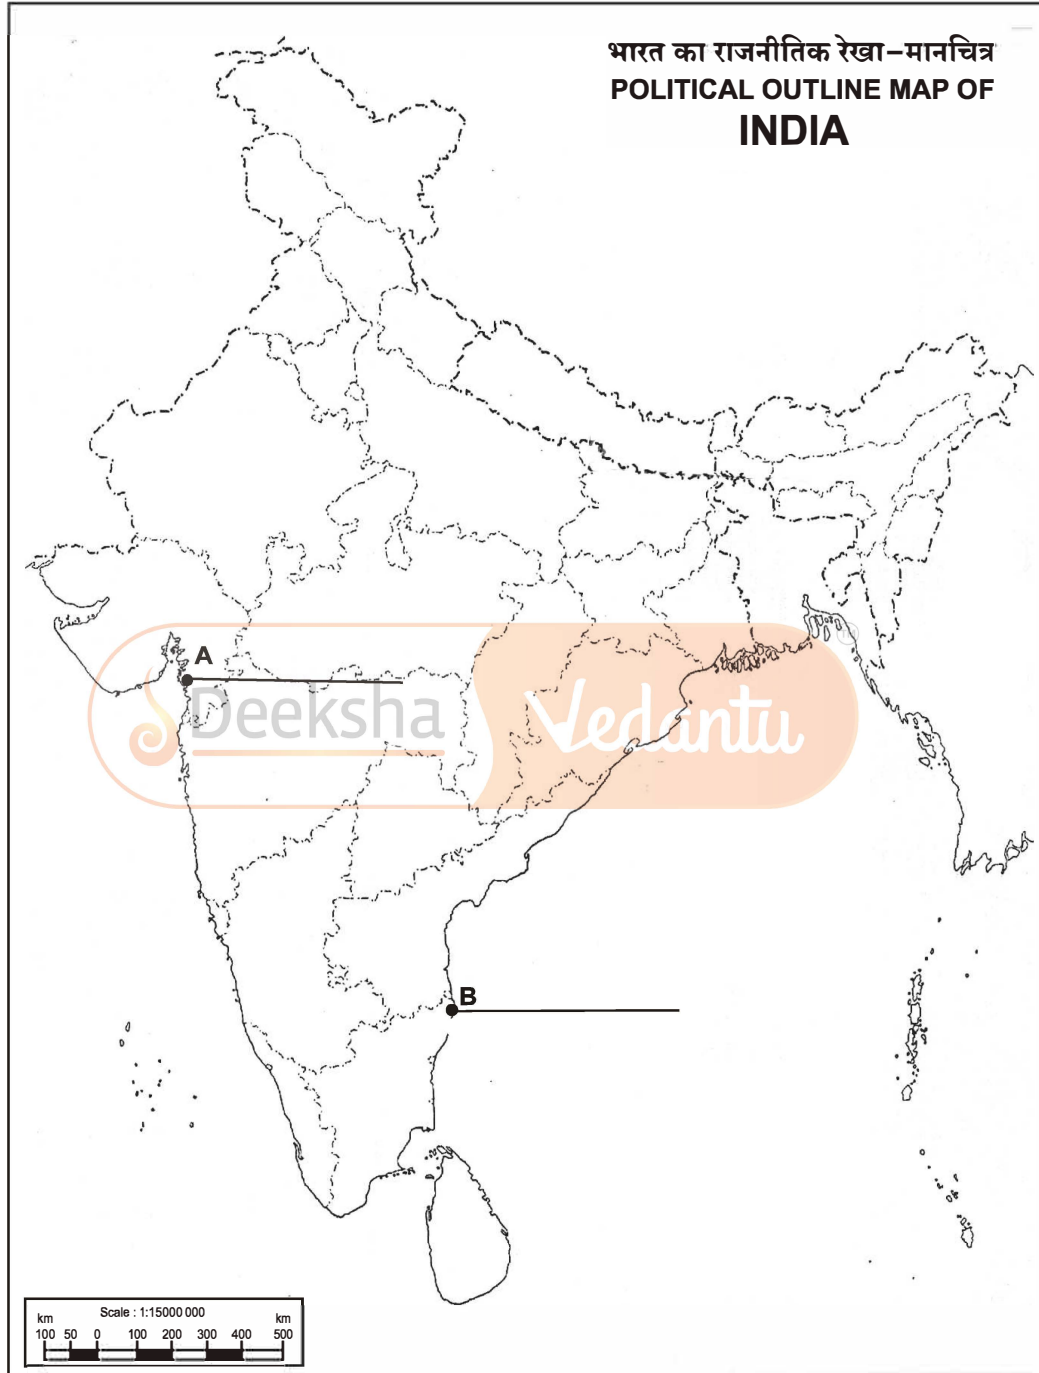 भारत का राजनीतिक रेखा-मानचित्र
POLITICAL OUTLINE MAP OF
INDIA
A
Deeksha Vedantu
B
Scale : 1:15000 000
km km
100 50 0 100 200 300 400 500